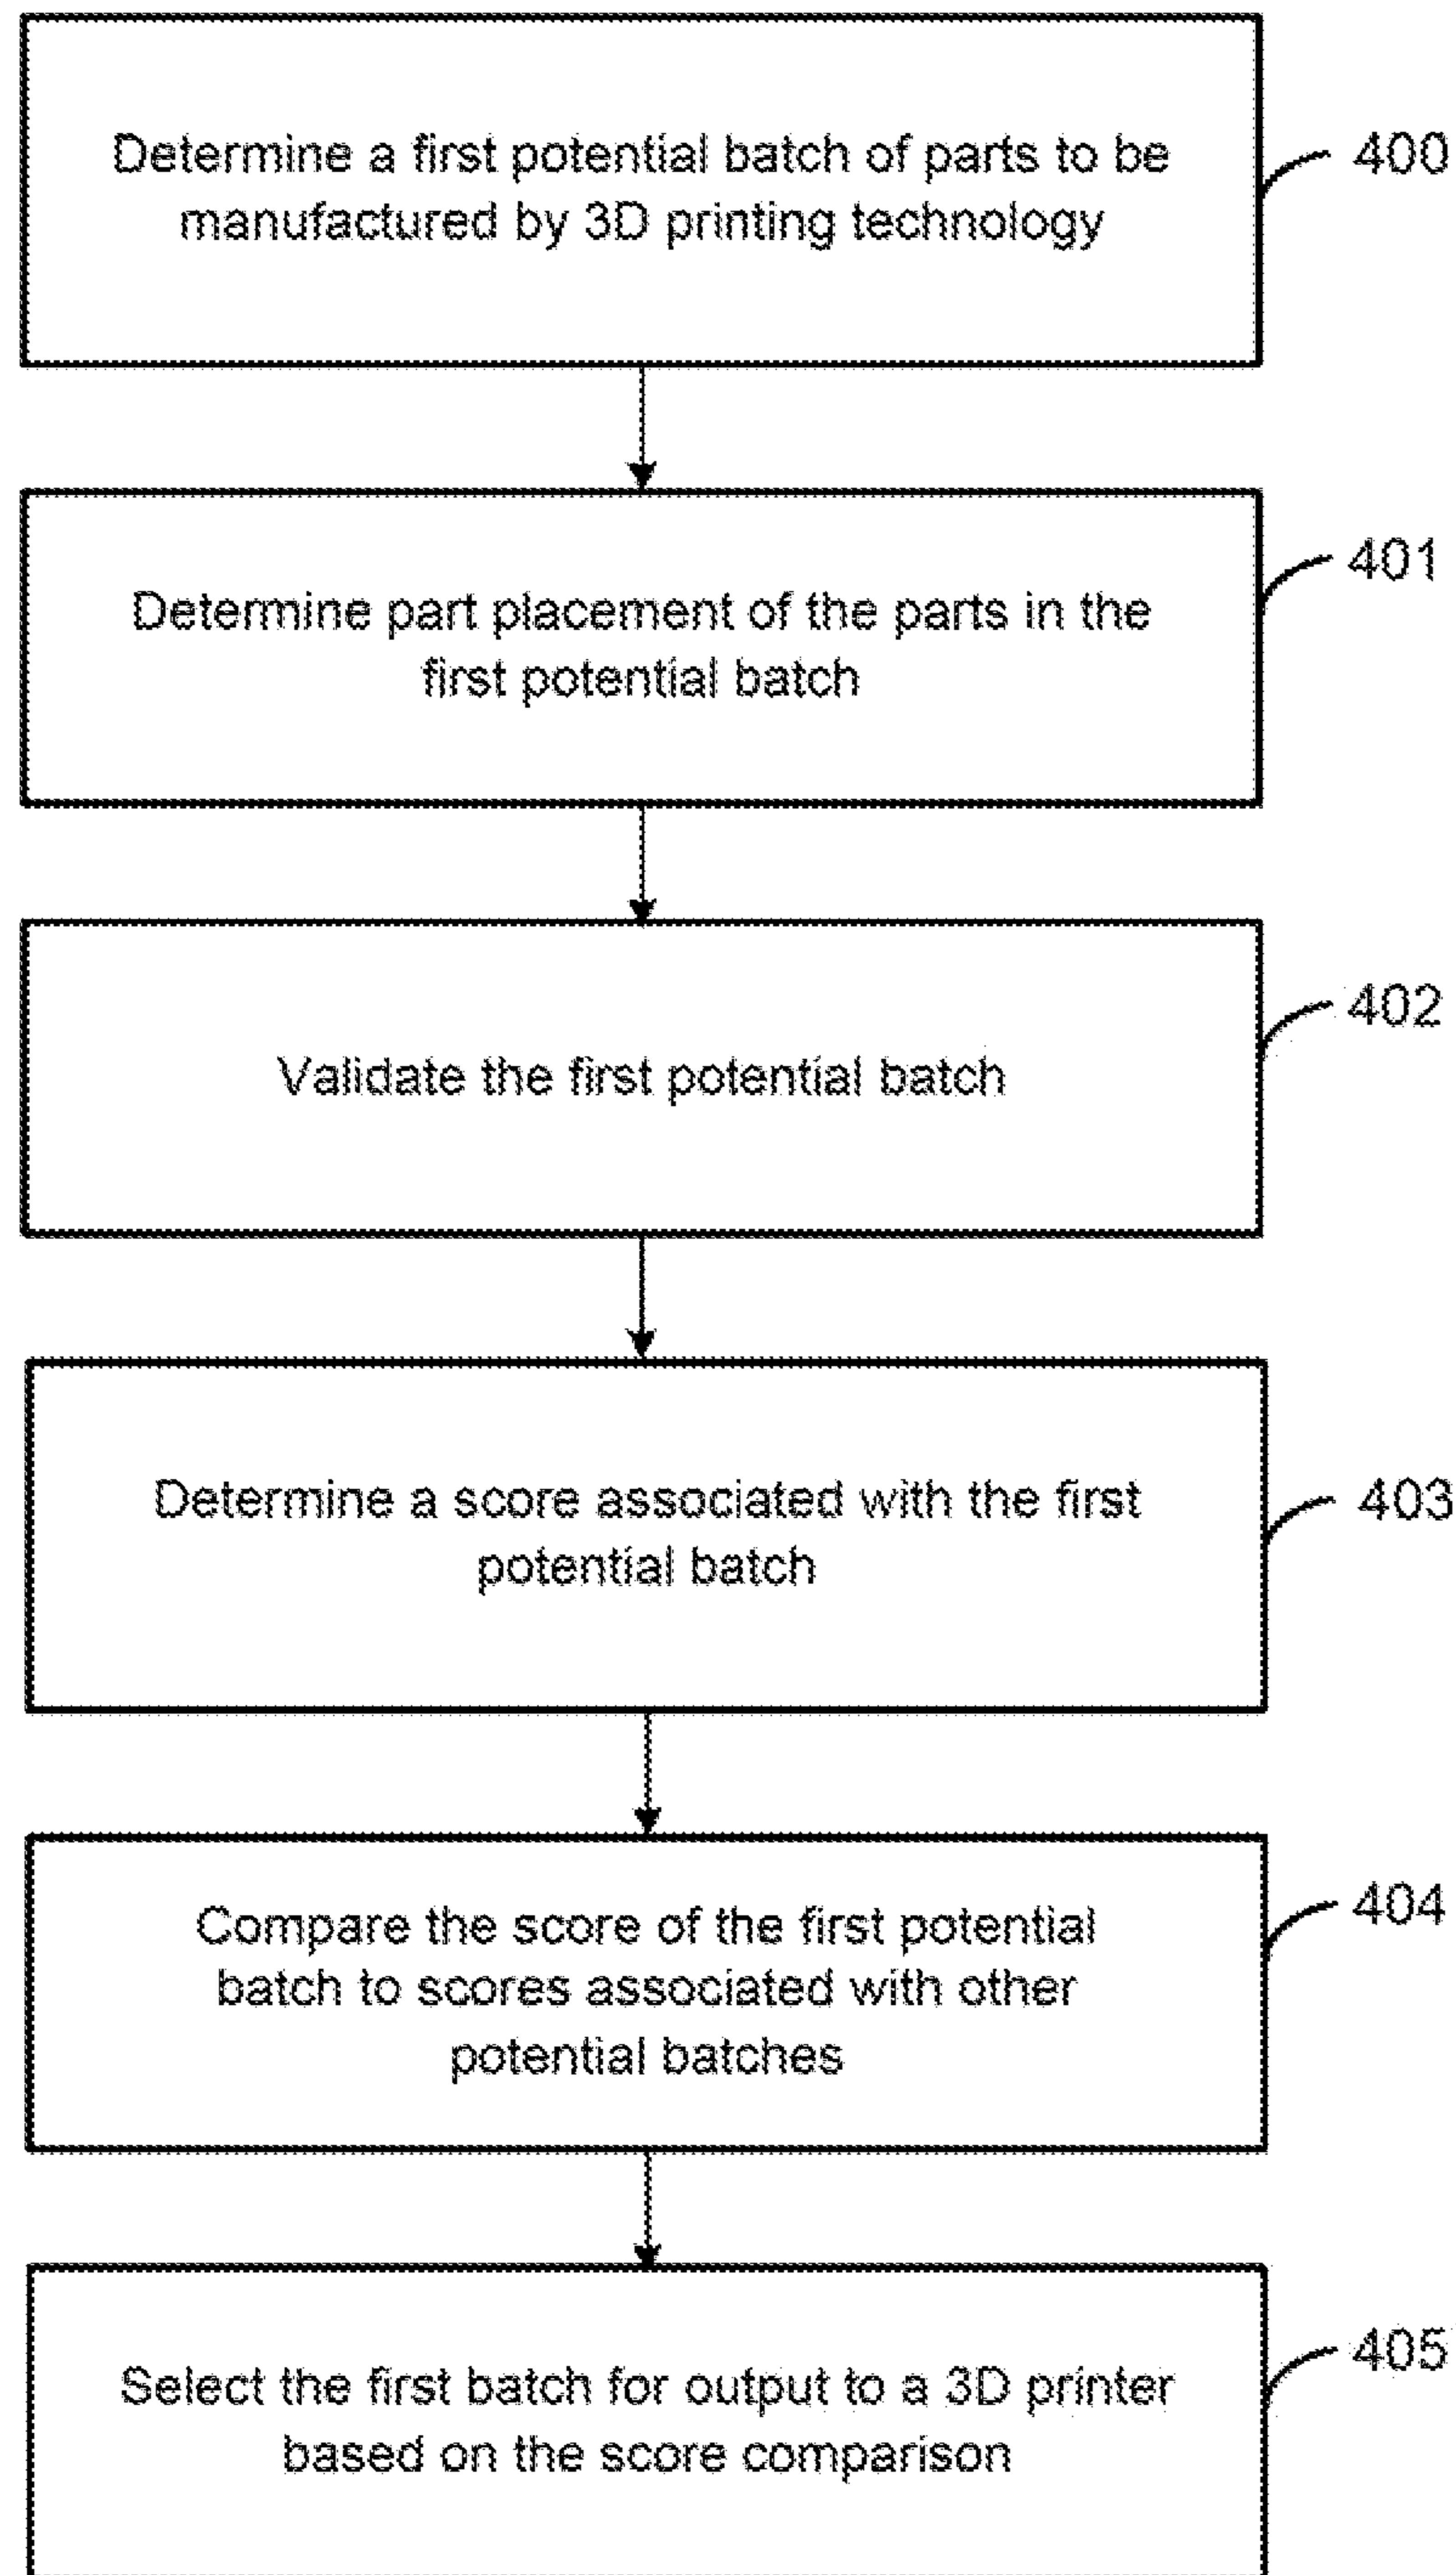 Determine a first potential batch of parts to be
manufactured by 3D printing technology
400
Determine part placement of the parts in the
first potential batch
401
Validate the first potential batch
402
Determine a score associated with the first
potential batch
403
Compare the score of the first potential
batch to scores associated with other
potential batches
404
Select the first batch for output to a 3D printer
based on the score comparison
405